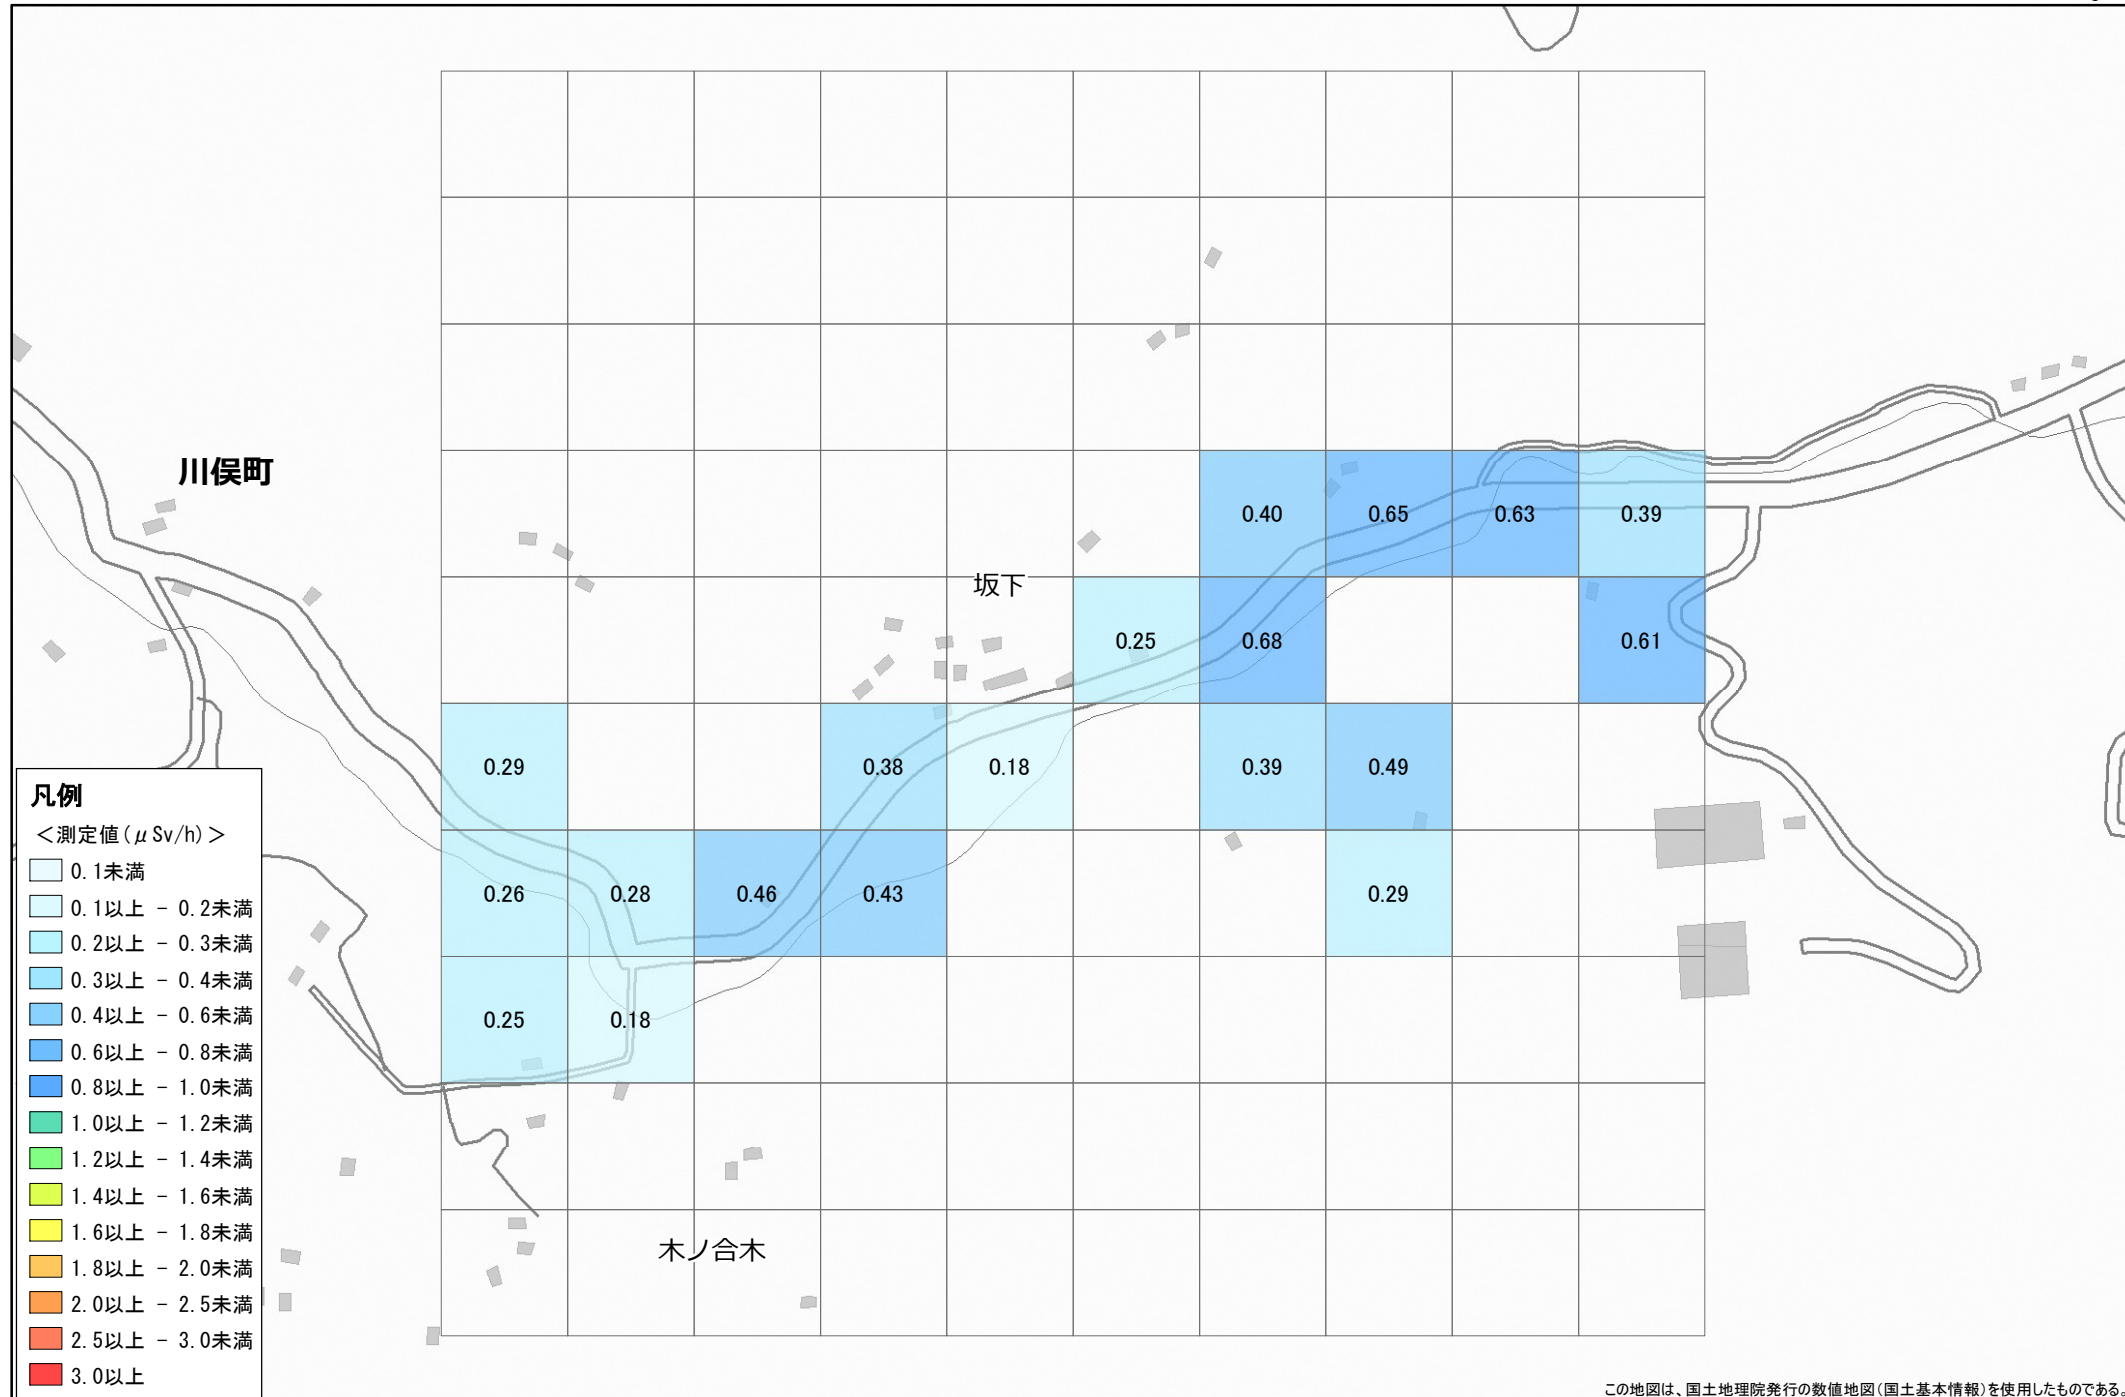 川俣町
0.40 0.65 0.63 0.39
坂下
0.25 0.68 0.61
0.29 0.38 0.18 0.39 0.49
0.26 0.28 0.46 0.43 0.29
0.25 0.18
木ノ合木
凡例
＜測定値(μSv/h)＞
0.1未満
0.1以上 － 0.2未満
0.2以上 － 0.3未満
0.3以上 － 0.4未満
0.4以上 － 0.6未満
0.6以上 － 0.8未満
0.8以上 － 1.0未満
1.0以上 － 1.2未満
1.2以上 － 1.4未満
1.4以上 － 1.6未満
1.6以上 － 1.8未満
1.8以上 － 2.0未満
2.0以上 － 2.5未満
2.5以上 － 3.0未満
3.0以上
この地図は、国土地理院発行の数値地図(国土基本情報)を使用したものである。